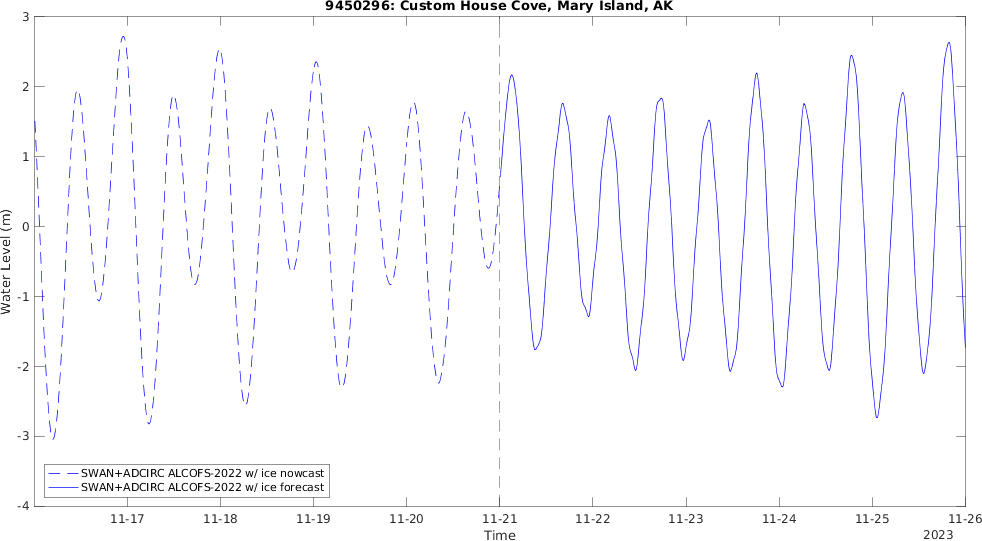 9450296: Custom House Cove, Mary Island, AK
Water Level (m)
3
2
1
0
-1
-2
-3
-4
SWAN+ADCIRC ALCOFS-2022 w/ ice nowcast
SWAN+ADCIRC ALCOFS-2022 w/ ice forecast
11-17 11-18 11-19 11-20 11-21 11-22 11-23 11-24 11-25 11-26
Time
2023